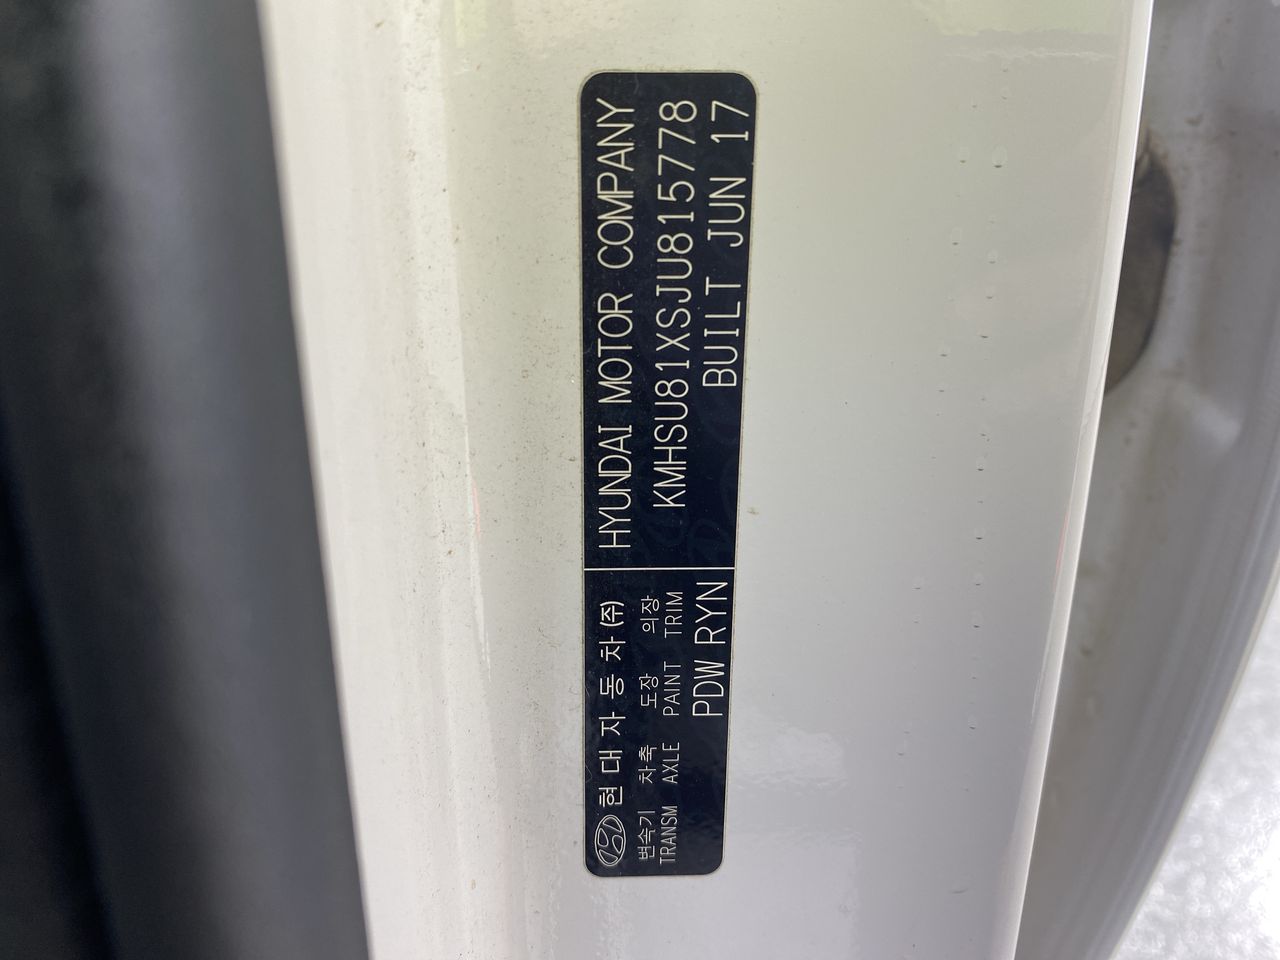 현대자동차(주)
HYUNDAI MOTOR COMPANY
변속기 차축 도장 의장
TRANSM AXLE PAINT TRIM
KMHSU81XSJU815778
PDW RYN
BUILT JUN 17